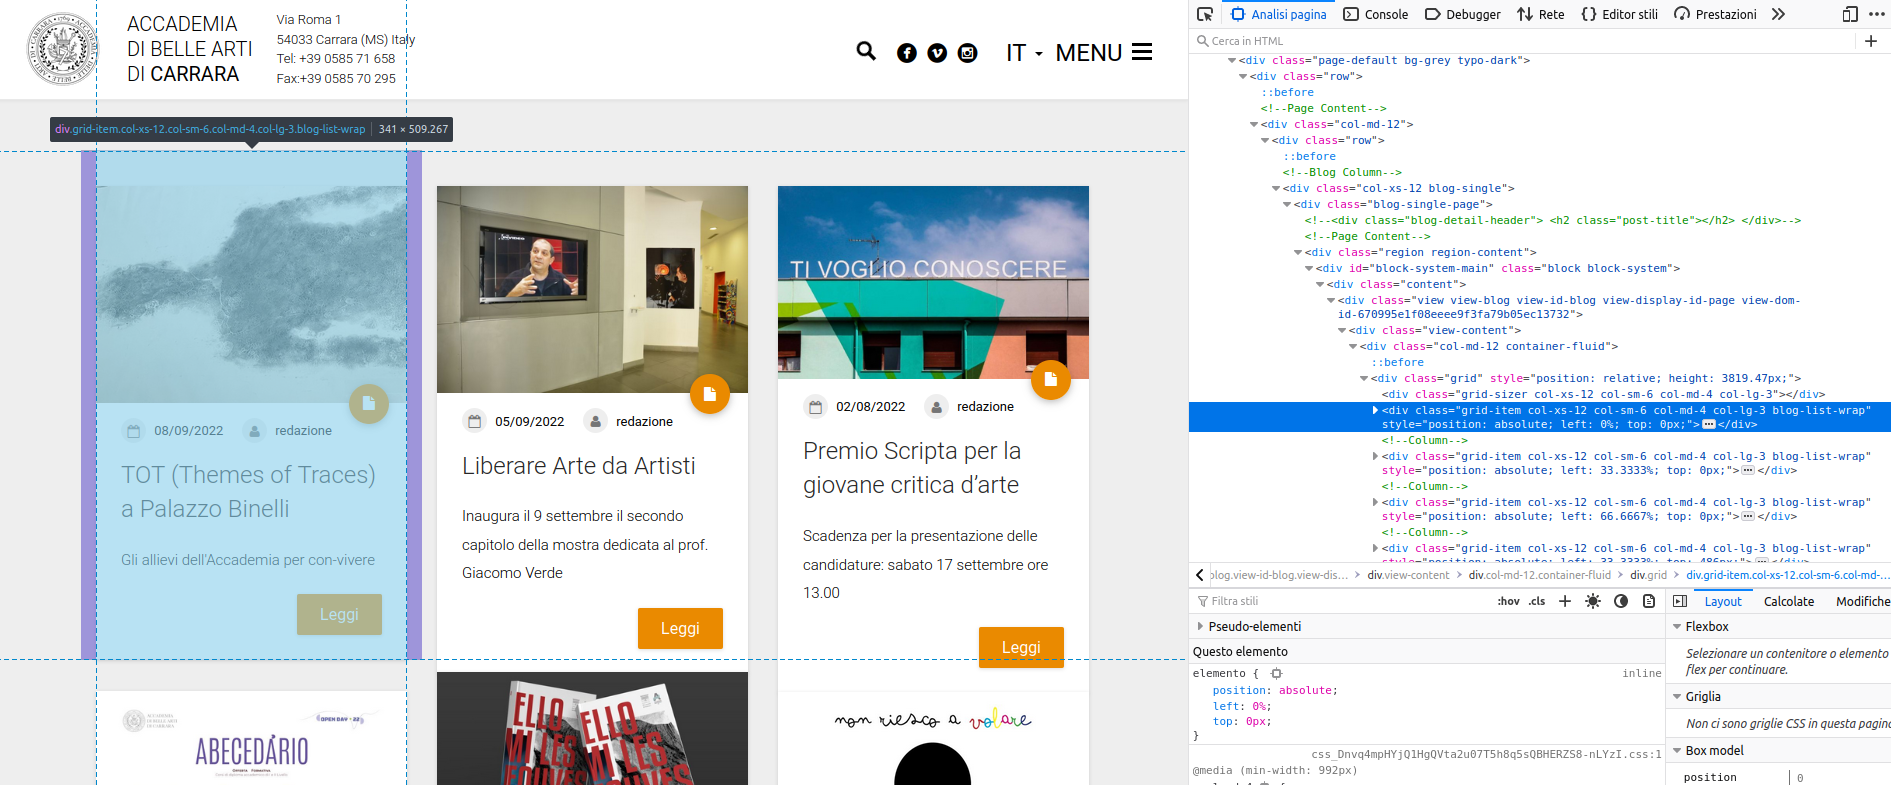 ACCADEMIA
DI BELLE ARTI
DI CARRARA
Via Roma 1
54033 Carrara (MS) Italy
Tel: +39 0585 71 658
Fax:+39 0585 70 295
IT
MENU
div.grid-item.col-xs-12.col-sm-6.col-md-4.col-lg-3.blog-list-wrap
341 × 509.267
08/09/2022
redazione
TOT (Themes of Traces)
a Palazzo Binelli
Gli allievi dell'Accademia per con-vivere
Leggi
05/09/2022
redazione
Liberare Arte da Artisti
Inaugura il 9 settembre il secondo
capitolo della mostra dedicata al prof.
Giacomo Verde
Leggi
TI VOGLIO CONOSCERE
02/08/2022
redazione
Premio Scripta per la
giovane critica d’arte
Scadenza per la presentazione delle
candidature: sabato 17 settembre ore
13.00
Leggi
OPEN DAY
ABECEDARIO
non riesco a volare
Analisi pagina
Console
Debugger
Rete
Editor stili
Prestazioni
Cerca in HTML
<div class="page-default bg-grey typo-dark">
<div class="row">
::before
<!--Page Content-->
<div class="col-md-12">
<div class="row">
::before
<!--Blog Column-->
<div class="col-xs-12 blog-single">
<div class="blog-single-page">
<!--<div class="blog-detail-header"> <h2 class="post-title"></h2> </div>-->
<!--Page Content-->
<div class="region region-content">
<div id="block-system-main" class="block block-system">
<div class="content">
<div class="view view-blog view-id-blog view-display-id-page view-dom-
id-670995e1f08eeee9f3fa79b05ec13732">
<div class="view-content">
<div class="col-md-12 container-fluid">
::before
<div class="grid" style="position: relative; height: 3819.47px;">
<div class="grid-sizer col-xs-12 col-sm-6 col-md-4 col-lg-3"></div>
<div class="grid-item col-xs-12 col-sm-6 col-md-4 col-lg-3 blog-list-wrap"
style="position: absolute; left: 0%; top: 0px;"></div>
<!--Column-->
<div class="grid-item col-xs-12 col-sm-6 col-md-4 col-lg-3 blog-list-wrap"
style="position: absolute; left: 33.3333%; top: 0px;"></div>
<!--Column-->
<div class="grid-item col-xs-12 col-sm-6 col-md-4 col-lg-3 blog-list-wrap"
style="position: absolute; left: 66.6667%; top: 0px;"></div>
<!--Column-->
<div class="grid-item col-xs-12 col-sm-6 col-md-4 col-lg-3 blog-list-wrap"
style="position: absolute; left: 33.3333%; top: 486px;"></div>
olog.view-id-blog.view-dis…
div.view-content
div.col-md-12.container-fluid
div.grid
div.grid-item.col-xs-12.col-sm-6.col-md-…
Filtra stili
:hov
.cls
Layout
Calcolate
Modifiche
Pseudo-elementi
Questo elemento
elemento {
inline
position: absolute;
left: 0%;
top: 0px;
}
css_Dnvq4mpHYjQ1HgQVta2u07T5h8q5sQBHERZS8-nLYzI.css:1
@media (min-width: 992px)
Flexbox
Selezionare un contenitore o elemento
flex per continuare.
Griglia
Non ci sono griglie CSS in questa pagina
Box model
position
0